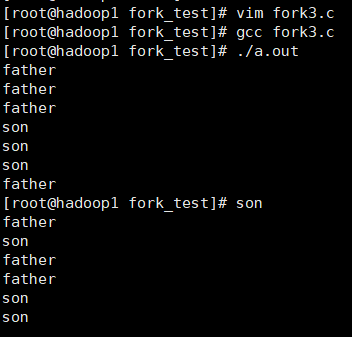 [root@hadoop1 fork_test]# vim fork3.c
[root@hadoop1 fork_test]# gcc fork3.c
[root@hadoop1 fork_test]# ./a.out
father
father
father
son
son
son
father
[root@hadoop1 fork_test]# son
father
son
father
father
son
son